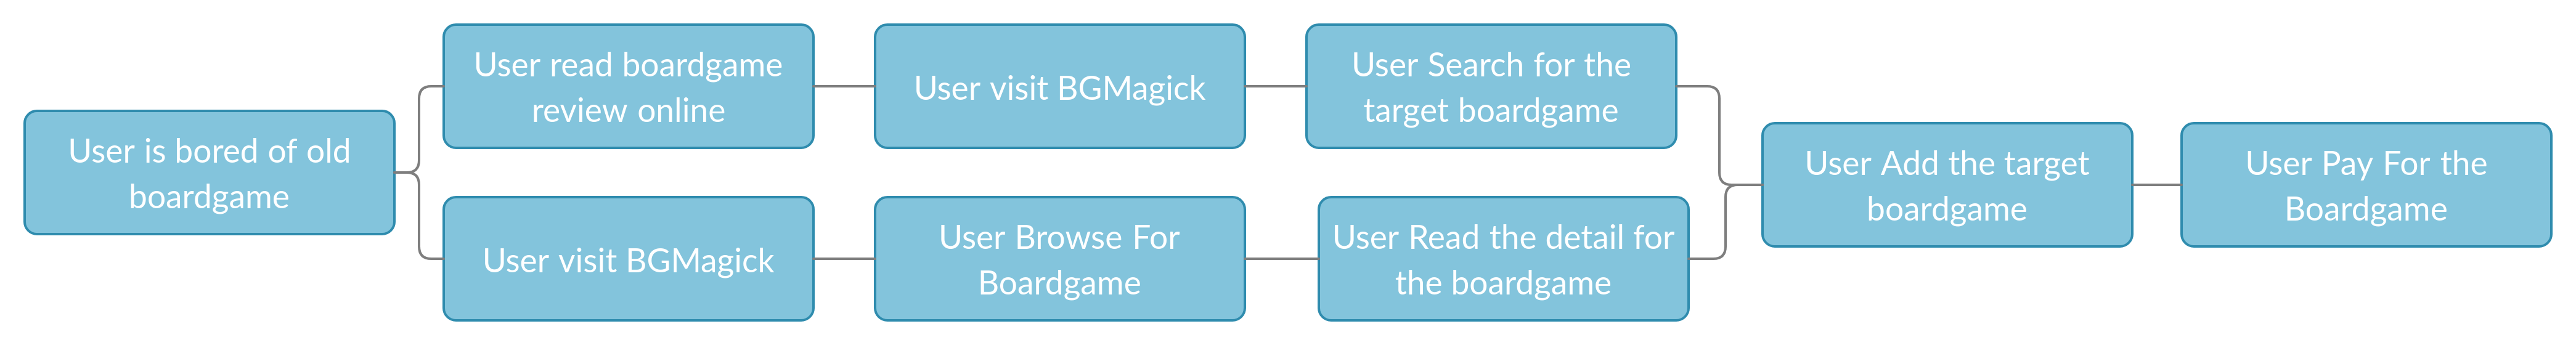 User is bored of old
boardgame
User read boardgame
review online
User visit BGMagick
User Search for the
target boardgame
User visit BGMagick
User Browse For
Boardgame
User Read the detail for
the boardgame
User Add the target
boardgame
User Pay For the
Boardgame